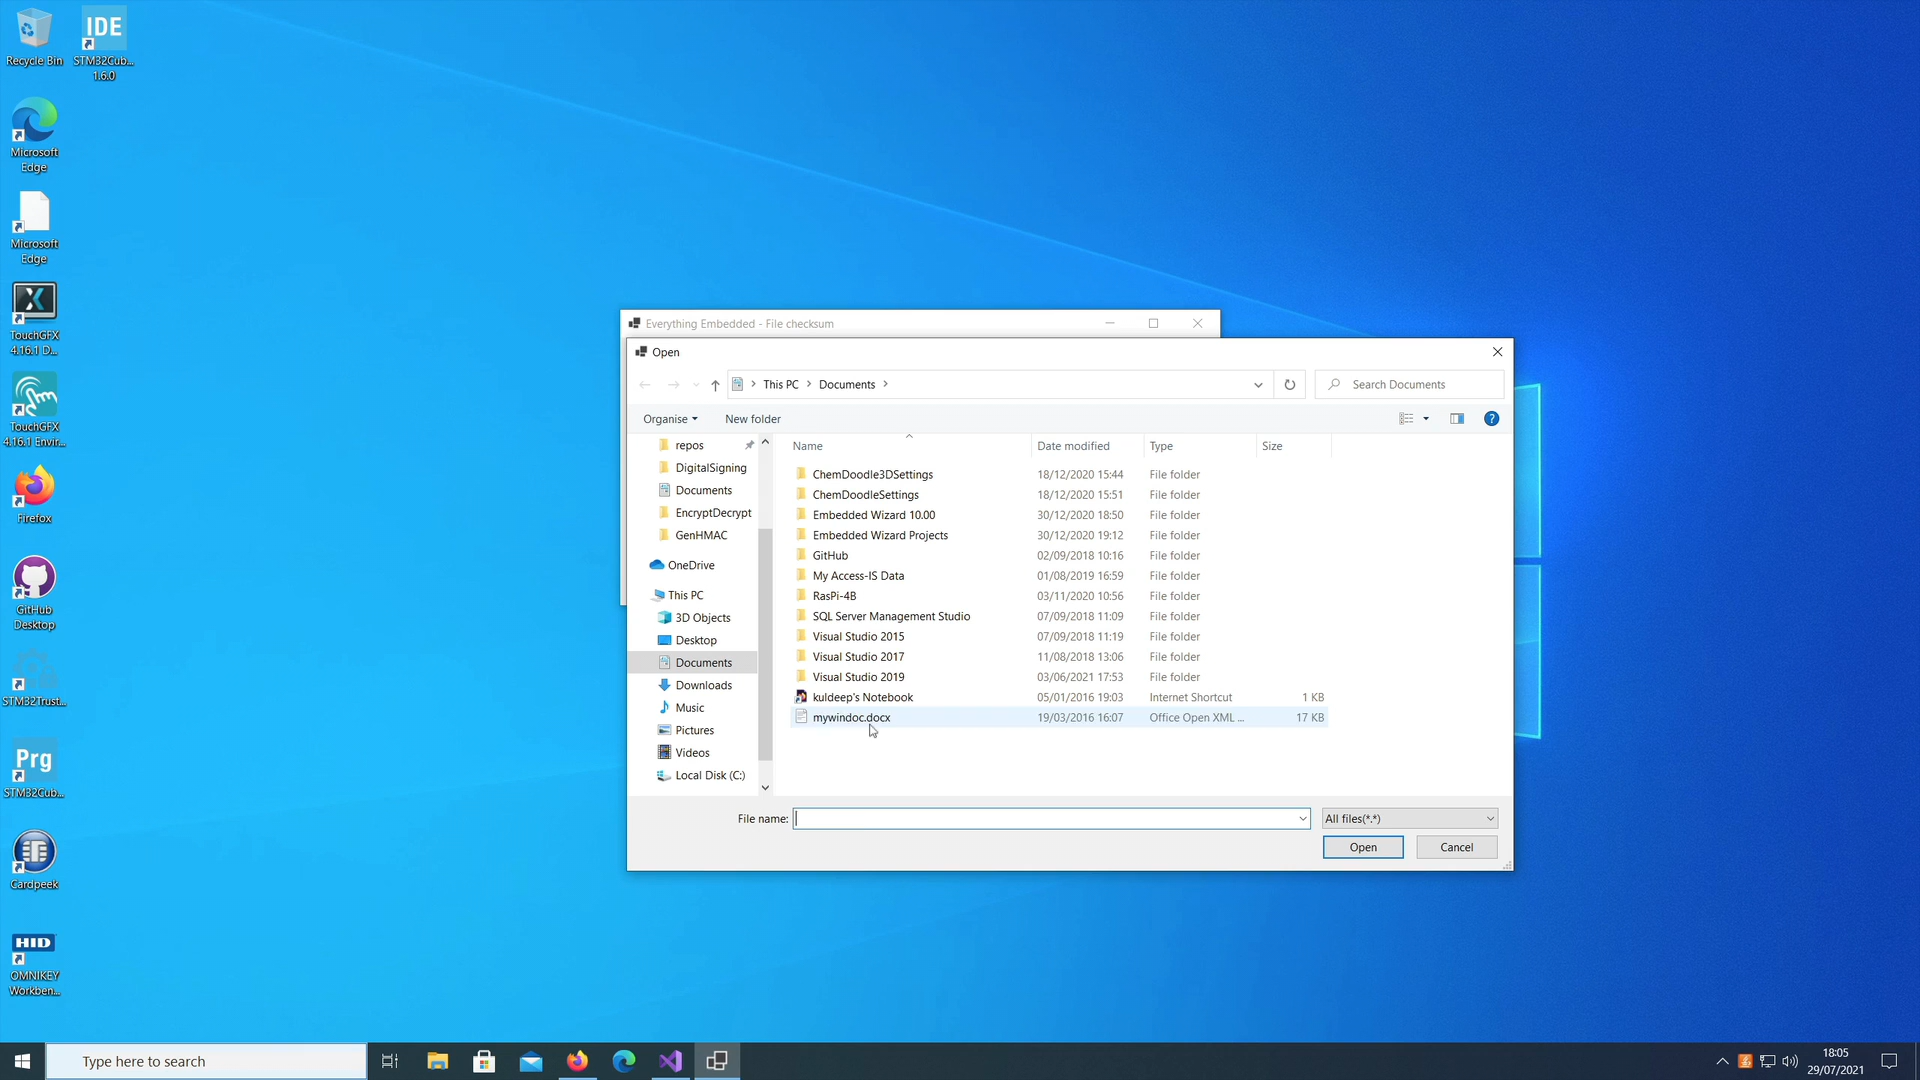 Recycle Bin
IDE
STM32Cub...
1.6.0
Microsoft
Edge
Microsoft
Edge
TouchGFX
4.16.1 D...
TouchGFX
4.16.1 Envir...
Firefox
GitHub
Desktop
STM32Trust...
Prg
STM32Cub...
Cardpeek
HID
OMNIKEY
Workben...
Everything Embedded - File checksum
Open
This PC
Documents
Search Documents
Organise
New folder
repos
DigitalSigning
Documents
EncryptDecrypt
GenHMAC
OneDrive
This PC
3D Objects
Desktop
Documents
Downloads
Music
Pictures
Videos
Local Disk (C:)
Name Date modified Type Size
ChemDoodle3DSettings 18/12/2020 15:44 File folder
ChemDoodleSettings 18/12/2020 15:51 File folder
Embedded Wizard 10.00 30/12/2020 18:50 File folder
Embedded Wizard Projects 30/12/2020 19:12 File folder
GitHub 02/09/2018 10:16 File folder
My Access-IS Data 01/08/2019 16:59 File folder
RasPi-4B 03/11/2020 10:56 File folder
SQL Server Management Studio 07/09/2018 11:09 File folder
Visual Studio 2015 07/09/2018 11:19 File folder
Visual Studio 2017 11/08/2018 13:06 File folder
Visual Studio 2019 03/06/2021 17:53 File folder
kuldeep's Notebook 05/01/2016 19:03 Internet Shortcut 1 KB
mywindoc.docx 19/03/2016 16:07 Office Open XML ... 17 KB
File name:
All files(*.*)
Open
Cancel
Type here to search
18:05
29/07/2021